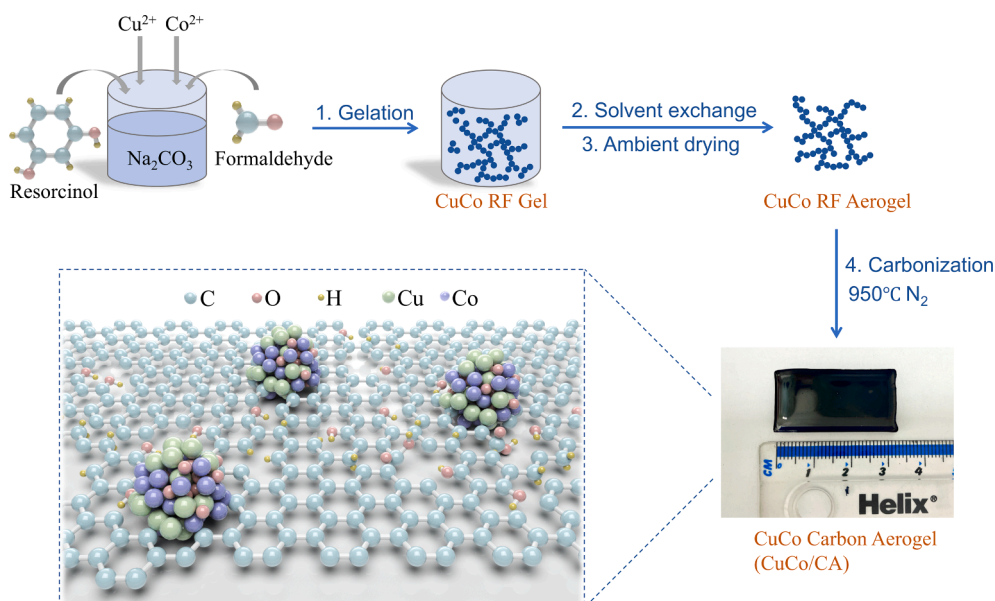 Cu²⁺ Co²⁺
Na₂CO₃
Resorcinol
Formaldehyde
1. Gelation
CuCo RF Gel
2. Solvent exchange
3. Ambient drying
CuCo RF Aerogel
4. Carbonization
950℃ N₂
C O H Cu Co
CM
0 1 2 3 4
Helix®
CuCo Carbon Aerogel
(CuCo/CA)